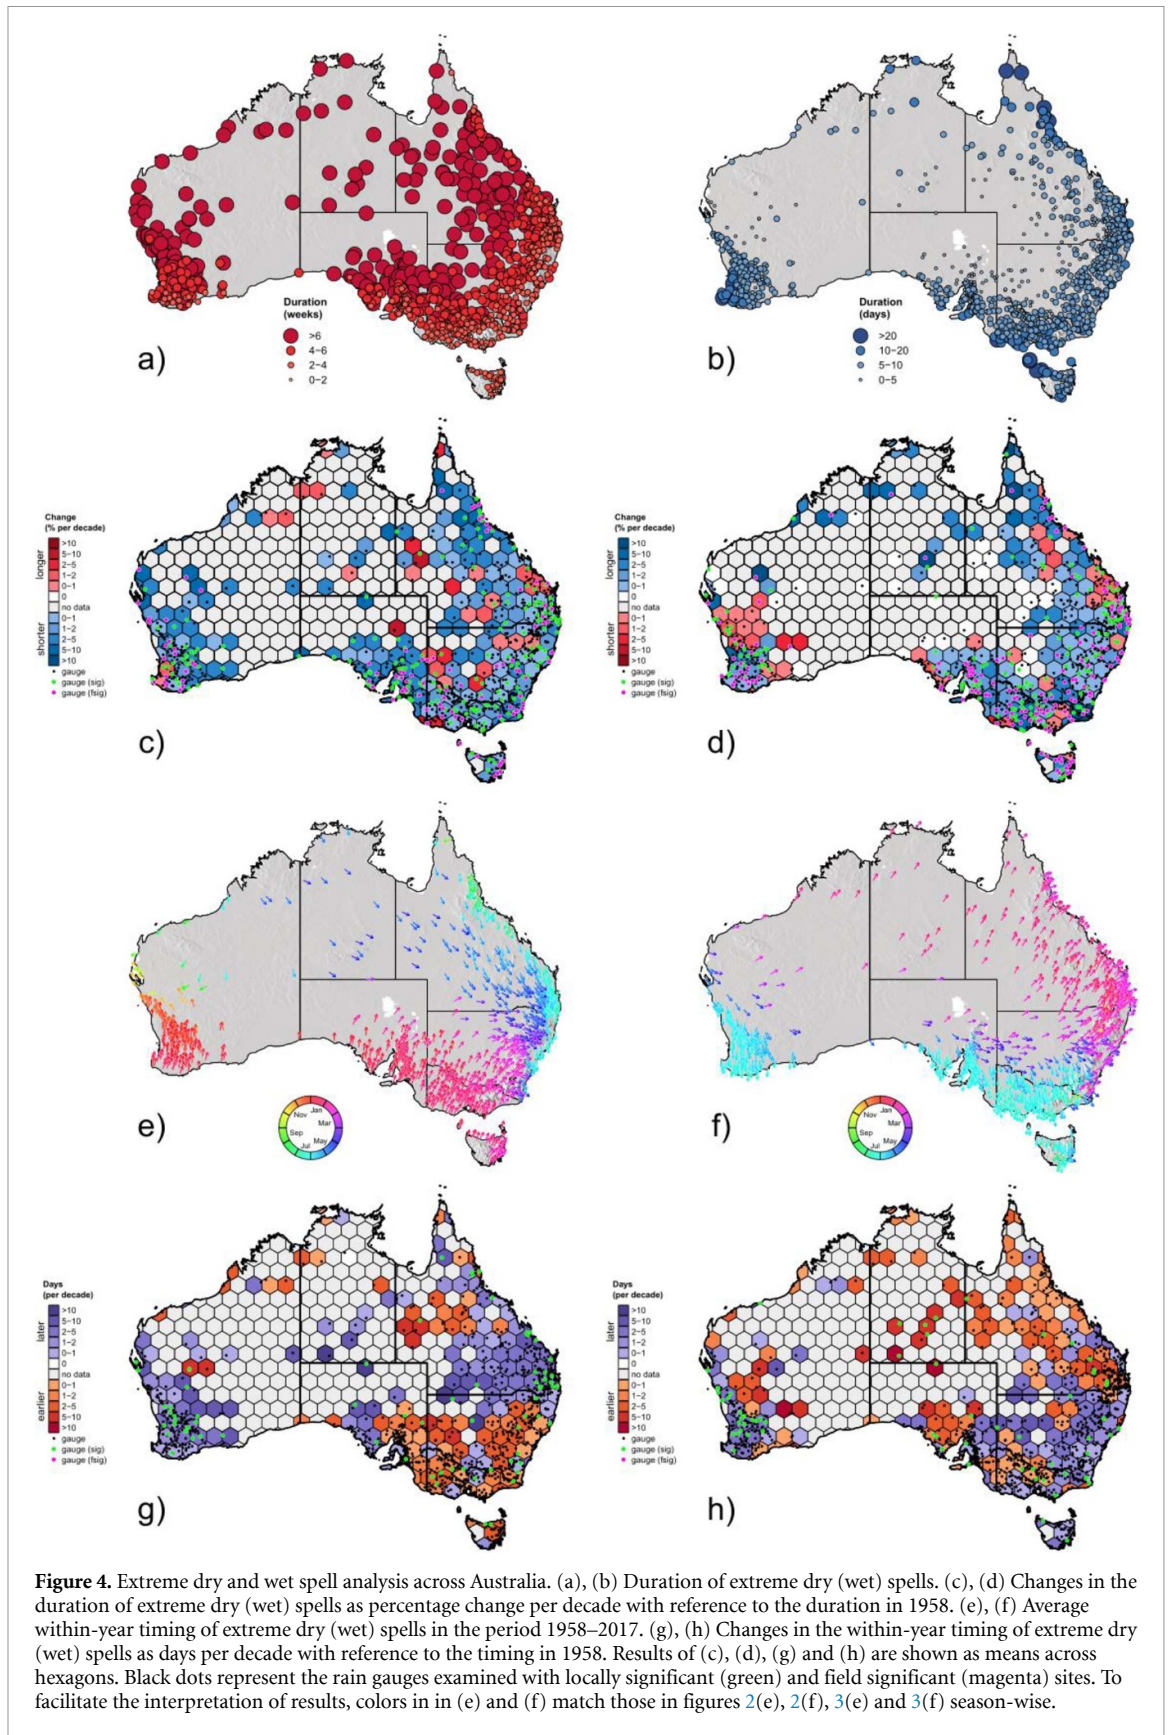 Duration
(weeks)
>6
4–6
2–4
0–2
a)
Duration
(days)
>20
10–20
5–10
0–5
b)
Change
(% per decade)
longer
shorter
>10
5–10
2–5
1–2
0–1
0
no data
0–1
1–2
2–5
5–10
>10
gauge
gauge (sig)
gauge (fsig)
c)
Change
(% per decade)
longer
shorter
>10
5–10
2–5
1–2
0–1
0
no data
0–1
1–2
2–5
5–10
>10
gauge
gauge (sig)
gauge (fsig)
d)
Jan
Mar
May
Jul
Sep
Nov
e)
Jan
Mar
May
Jul
Sep
Nov
f)
Days
(per decade)
later
earlier
>10
5–10
2–5
1–2
0–1
0
no data
0–1
1–2
2–5
5–10
>10
gauge
gauge (sig)
gauge (fsig)
g)
Days
(per decade)
later
earlier
>10
5–10
2–5
1–2
0–1
0
no data
0–1
1–2
2–5
5–10
>10
gauge
gauge (sig)
gauge (fsig)
h)
Figure 4. Extreme dry and wet spell analysis across Australia. (a), (b) Duration of extreme dry (wet) spells. (c), (d) Changes in the
duration of extreme dry (wet) spells as percentage change per decade with reference to the duration in 1958. (e), (f) Average
within-year timing of extreme dry (wet) spells in the period 1958–2017. (g), (h) Changes in the within-year timing of extreme dry
(wet) spells as days per decade with reference to the timing in 1958. Results of (c), (d), (g) and (h) are shown as means across
hexagons. Black dots represent the rain gauges examined with locally significant (green) and field significant (magenta) sites. To
facilitate the interpretation of results, colors in in (e) and (f) match those in figures 2(e), 2(f), 3(e) and 3(f) season-wise.